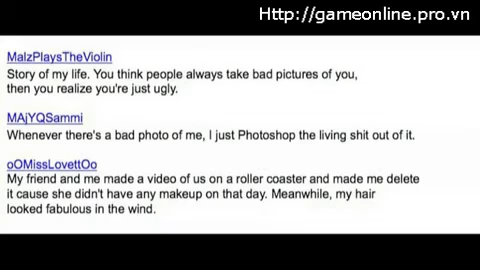 Http://gameonline.pro.vn
MalzPlaysTheViolin
Story of my life. You think people always take bad pictures of you,
then you realize you're just ugly.
MAjYQSammi
Whenever there's a bad photo of me, I just Photoshop the living shit out of it.
oOMissLovettOo
My friend and me made a video of us on a roller coaster and made me delete
it cause she didn't have any makeup on that day. Meanwhile, my hair
looked fabulous in the wind.